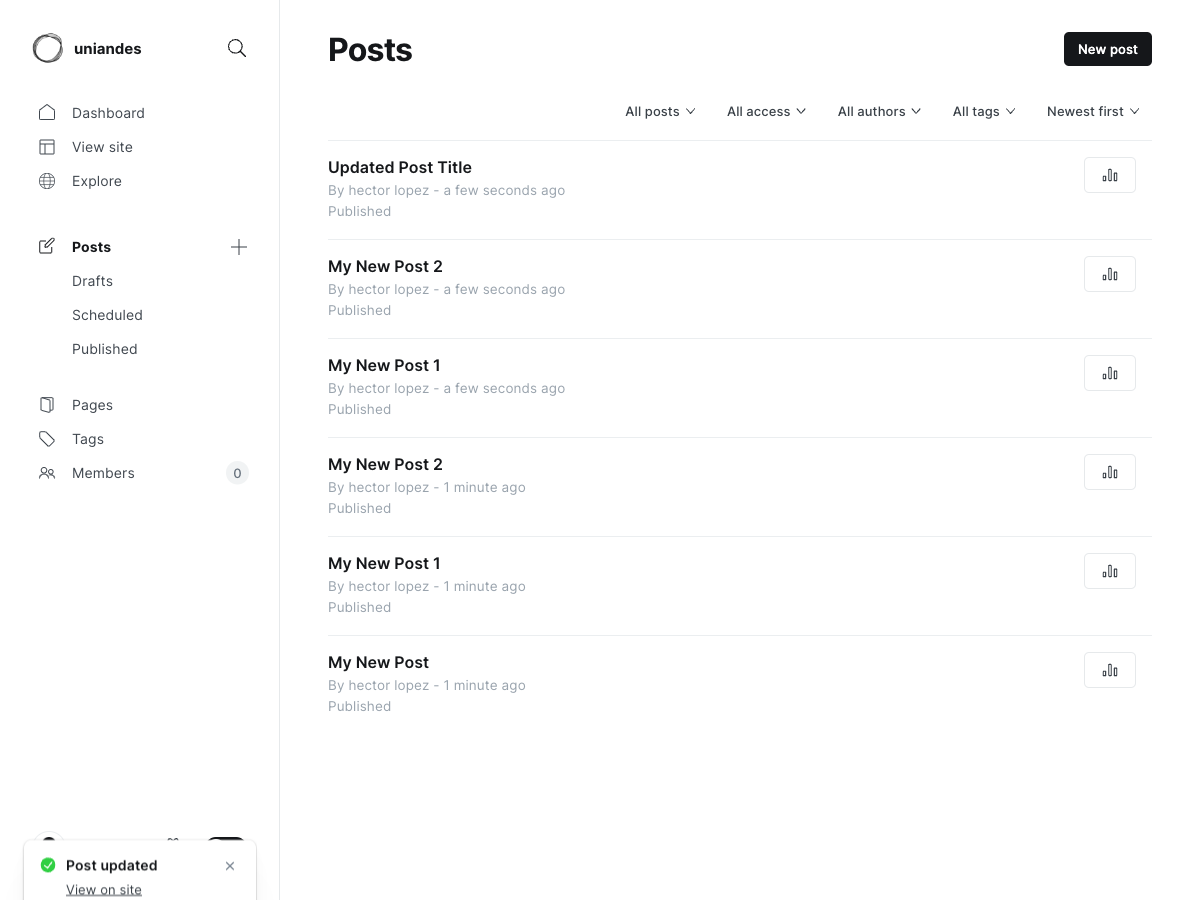 uniandes
Dashboard
View site
Explore
Posts
Drafts
Scheduled
Published
Pages
Tags
Members 0
Post updated
View on site
Posts
New post
All posts All access All authors All tags Newest first
Updated Post Title
By hector lopez - a few seconds ago
Published
My New Post 2
By hector lopez - a few seconds ago
Published
My New Post 1
By hector lopez - a few seconds ago
Published
My New Post 2
By hector lopez - 1 minute ago
Published
My New Post 1
By hector lopez - 1 minute ago
Published
My New Post
By hector lopez - 1 minute ago
Published